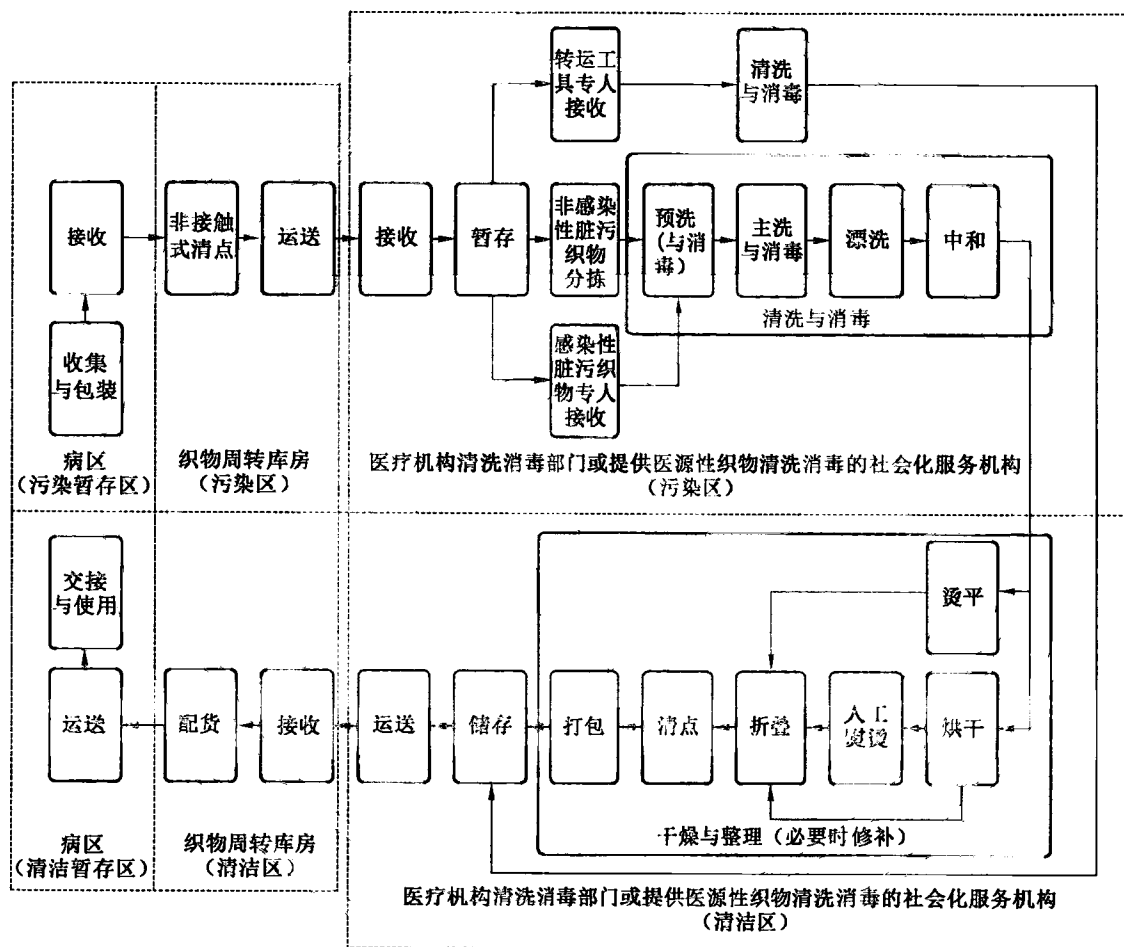 转运工
具专人
接收
清洗
与消毒
接收
非接触
式清点
运送
接收
暂存
非感染
性脏污
织物
分拣
预洗
(与消
毒)
主洗
与消毒
漂洗
中和
清洗与消毒
收集
与包装
感染性
脏污织
物专人
接收
病区
(污染暂存区)
织物周转库房
(污染区)
医疗机构清洗消毒部门或提供医源性织物清洗消毒的社会化服务机构
(污染区)
交接
与使用
烫平
运送
配货
接收
运送
储存
打包
清点
折叠
人工
熨烫
烘干
干燥与整理(必要时修补)
病区
(清洁暂存区)
织物周转库房
(清洁区)
医疗机构清洗消毒部门或提供医源性织物清洗消毒的社会化服务机构
(清洁区)